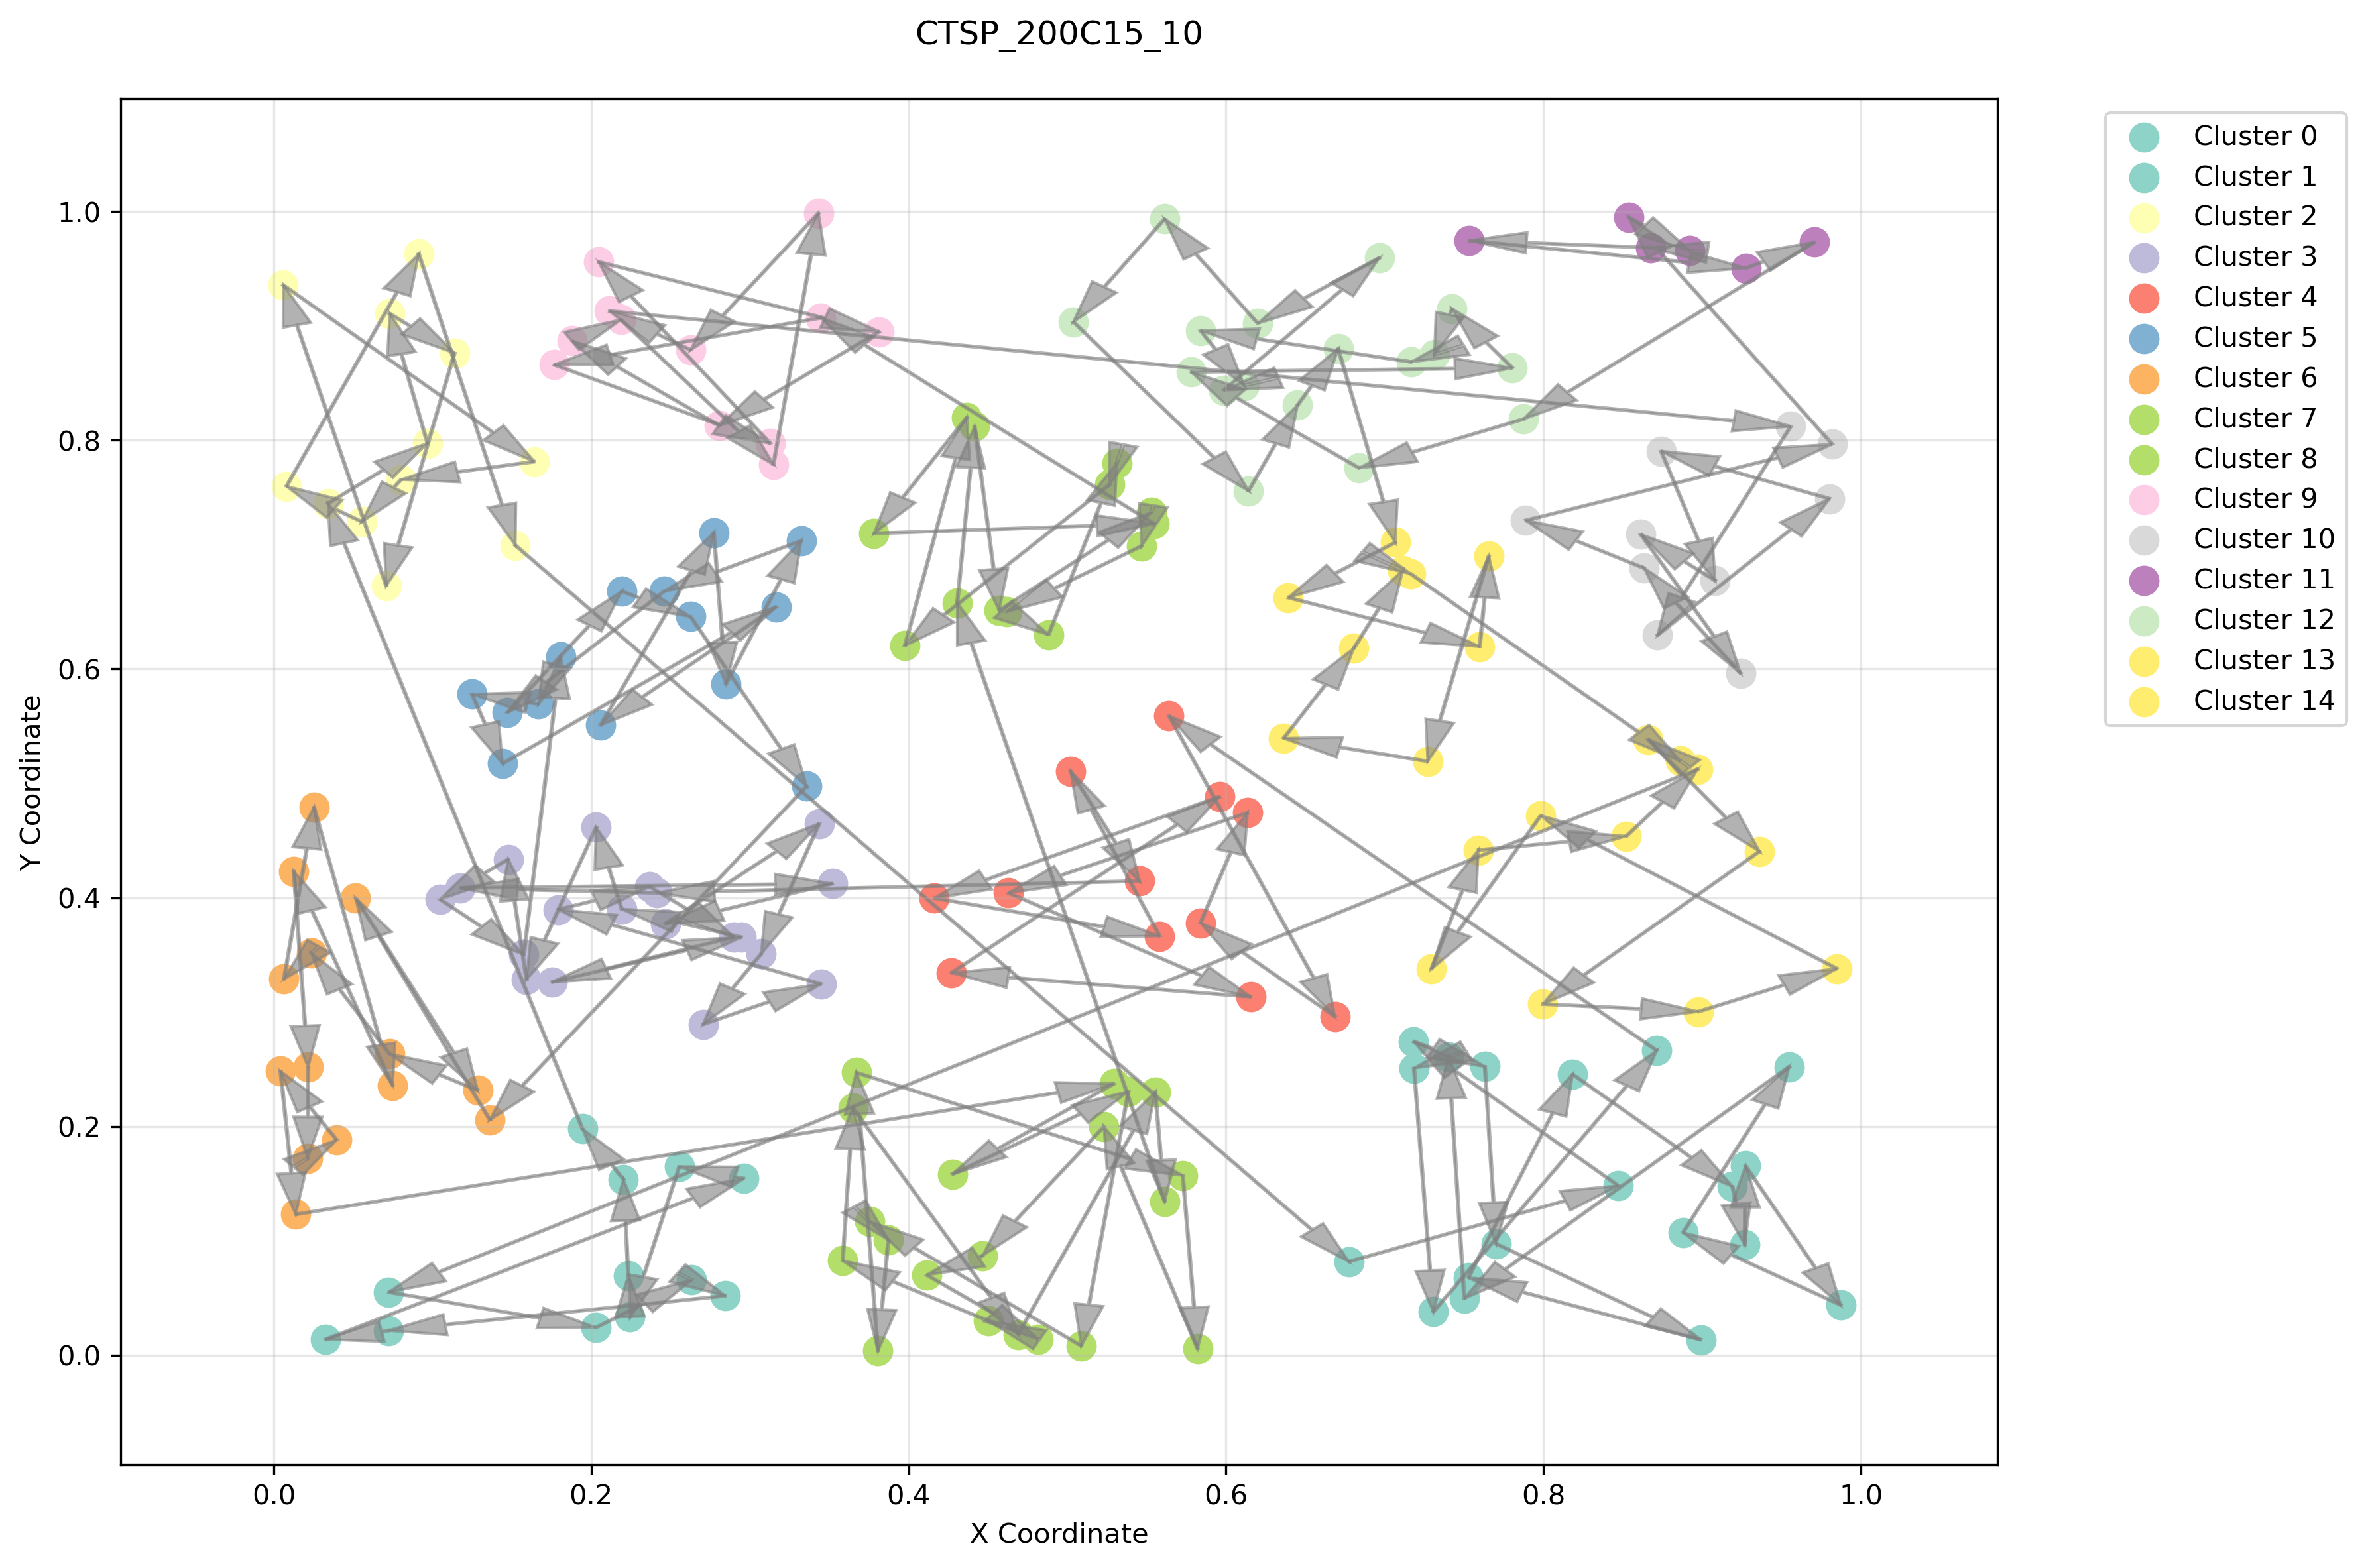 CTSP_200C15_10
Y Coordinate
1.0
0.8
0.6
0.4
0.2
0.0
0.0 0.2 0.4 0.6 0.8 1.0
X Coordinate
Cluster 0
Cluster 1
Cluster 2
Cluster 3
Cluster 4
Cluster 5
Cluster 6
Cluster 7
Cluster 8
Cluster 9
Cluster 10
Cluster 11
Cluster 12
Cluster 13
Cluster 14